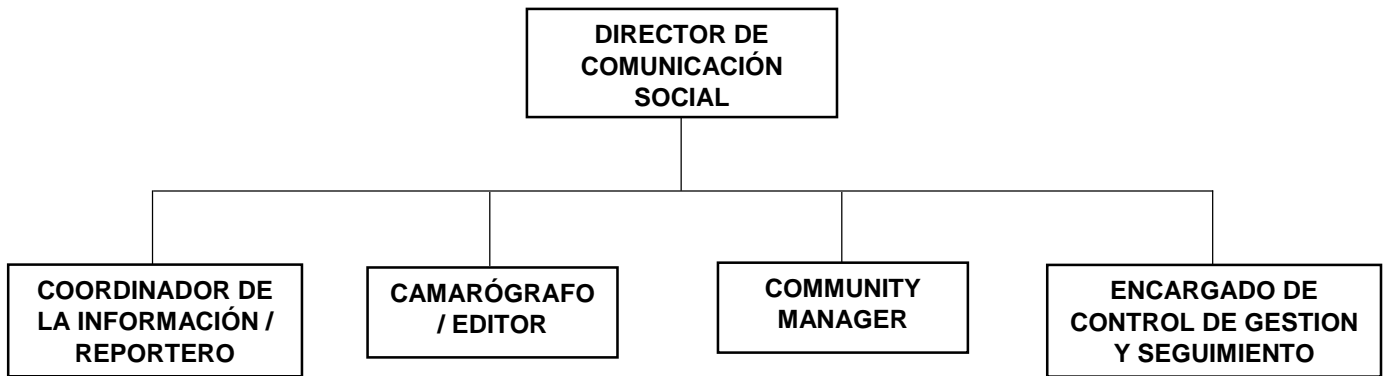 DIRECTOR DE
COMUNICACIÓN
SOCIAL
COORDINADOR DE
LA INFORMACIÓN /
REPORTERO
CAMARÓGRAFO
/ EDITOR
COMMUNITY
MANAGER
ENCARGADO DE
CONTROL DE GESTION
Y SEGUIMIENTO